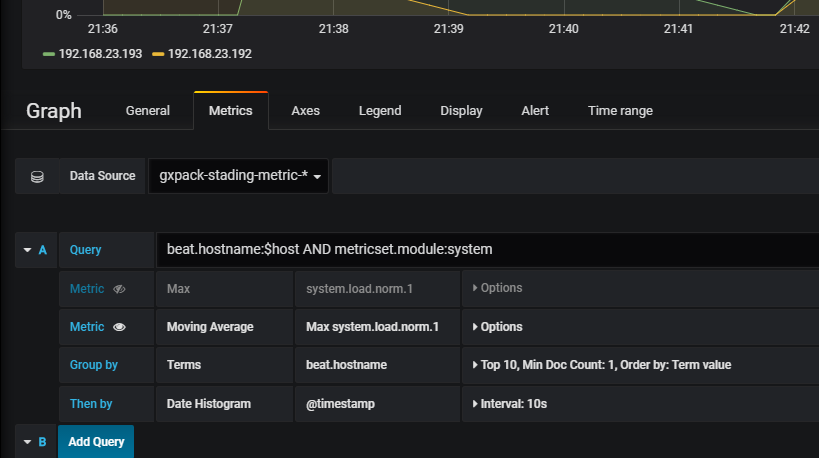 0%
21:36 21:37 21:38 21:39 21:40 21:41 21:42
192.168.23.193 192.168.23.192
Graph General Metrics Axes Legend Display Alert Time range
Data Source gxpack-stading-metric-*
A Query beat.hostname:$host AND metricset.module:system
Metric Max system.load.norm.1 Options
Metric Moving Average Max system.load.norm.1 Options
Group by Terms beat.hostname Top 10, Min Doc Count: 1, Order by: Term value
Then by Date Histogram @timestamp Interval: 10s
B Add Query